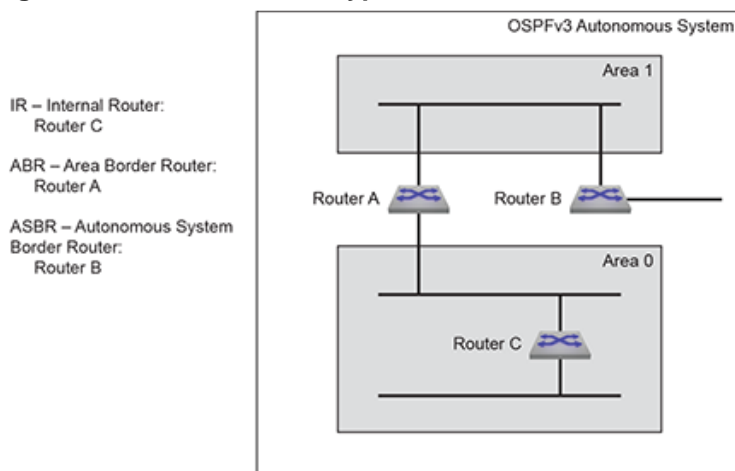 OSPFv3 Autonomous System
Area 1
IR – Internal Router:
Router C
ABR – Area Border Router:
Router A
ASBR – Autonomous System
Border Router:
Router B
Router A
Router B
Area 0
Router C